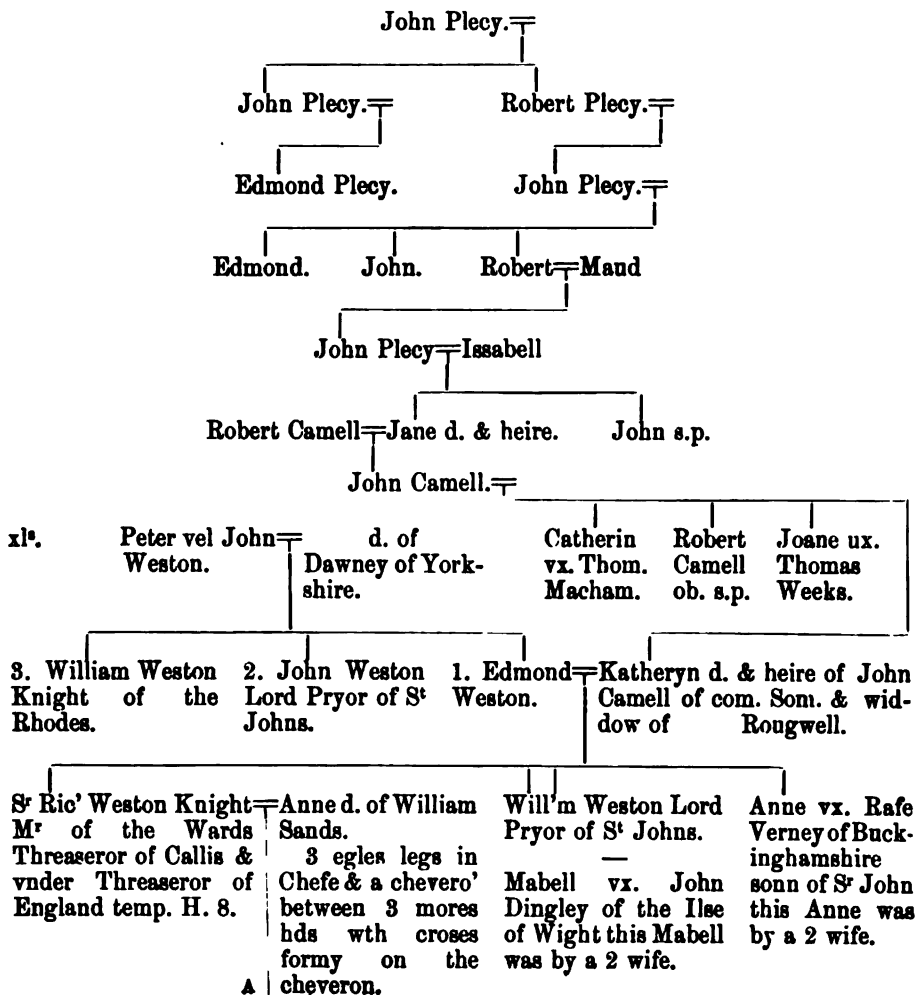 John Plecy.
John Plecy. Robert Plecy.
Edmond Plecy. John Plecy.
Edmond. John. Robert Maud
John Plecy Issabell
Robert Camell Jane d. & heire. John s.p.
John Camell.
xlˢ.
Peter vel John
Weston.
d. of
Dawney of York-
shire.
Catherin
vx. Thom.
Macham.
Robert
Camell
ob. s.p.
Joane ux.
Thomas
Weeks.
3. William Weston
Knight of the
Rhodes.
2. John Weston
Lord Pryor of Sᵗ
Johns.
1. Edmond
Weston.
Katheryn d. & heire of John
Camell of com. Som. & wid-
dow of Rougwell.
Sʳ Ric' Weston Knight
Mʳ of the Wards
Threaseror of Callis &
vnder Threaseror of
England temp. H. 8.
Anne d. of William
Sands.
3 egles legs in
Chefe & a chevero'
between 3 mores
hds wth croses
formy on the
cheveron.
A
Will'm Weston Lord
Pryor of Sᵗ Johns.
—
Mabell vx. John
Dingley of the Ilse
of Wight this Mabell
was by a 2 wife.
Anne vx. Rafe
Verney of Buck-
inghamshire
sonn of Sʳ John
this Anne was
by a 2 wife.